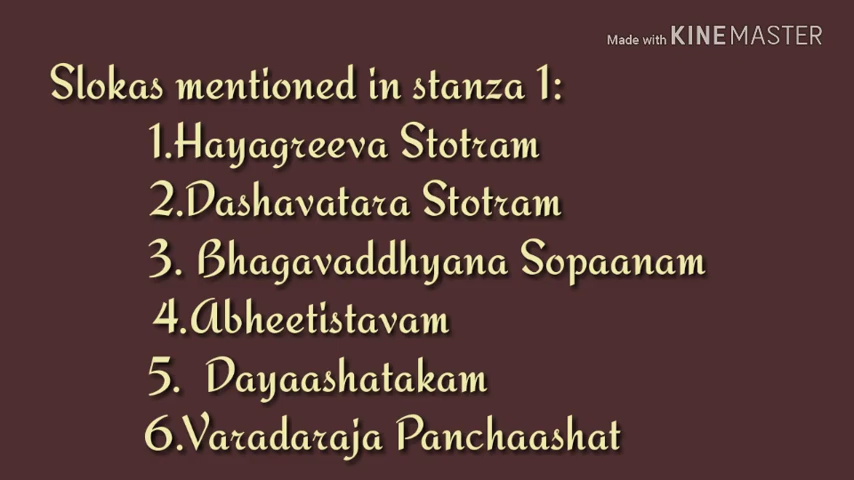 Made with KINEMASTER
Slokas mentioned in stanza 1:
1.Hayagreeva Stotram
2.Dashavatara Stotram
3. Bhagavaddhyana Sopaanam
4.Abheetistavam
5. Dayaashatakam
6.Varadaraja Panchaashat